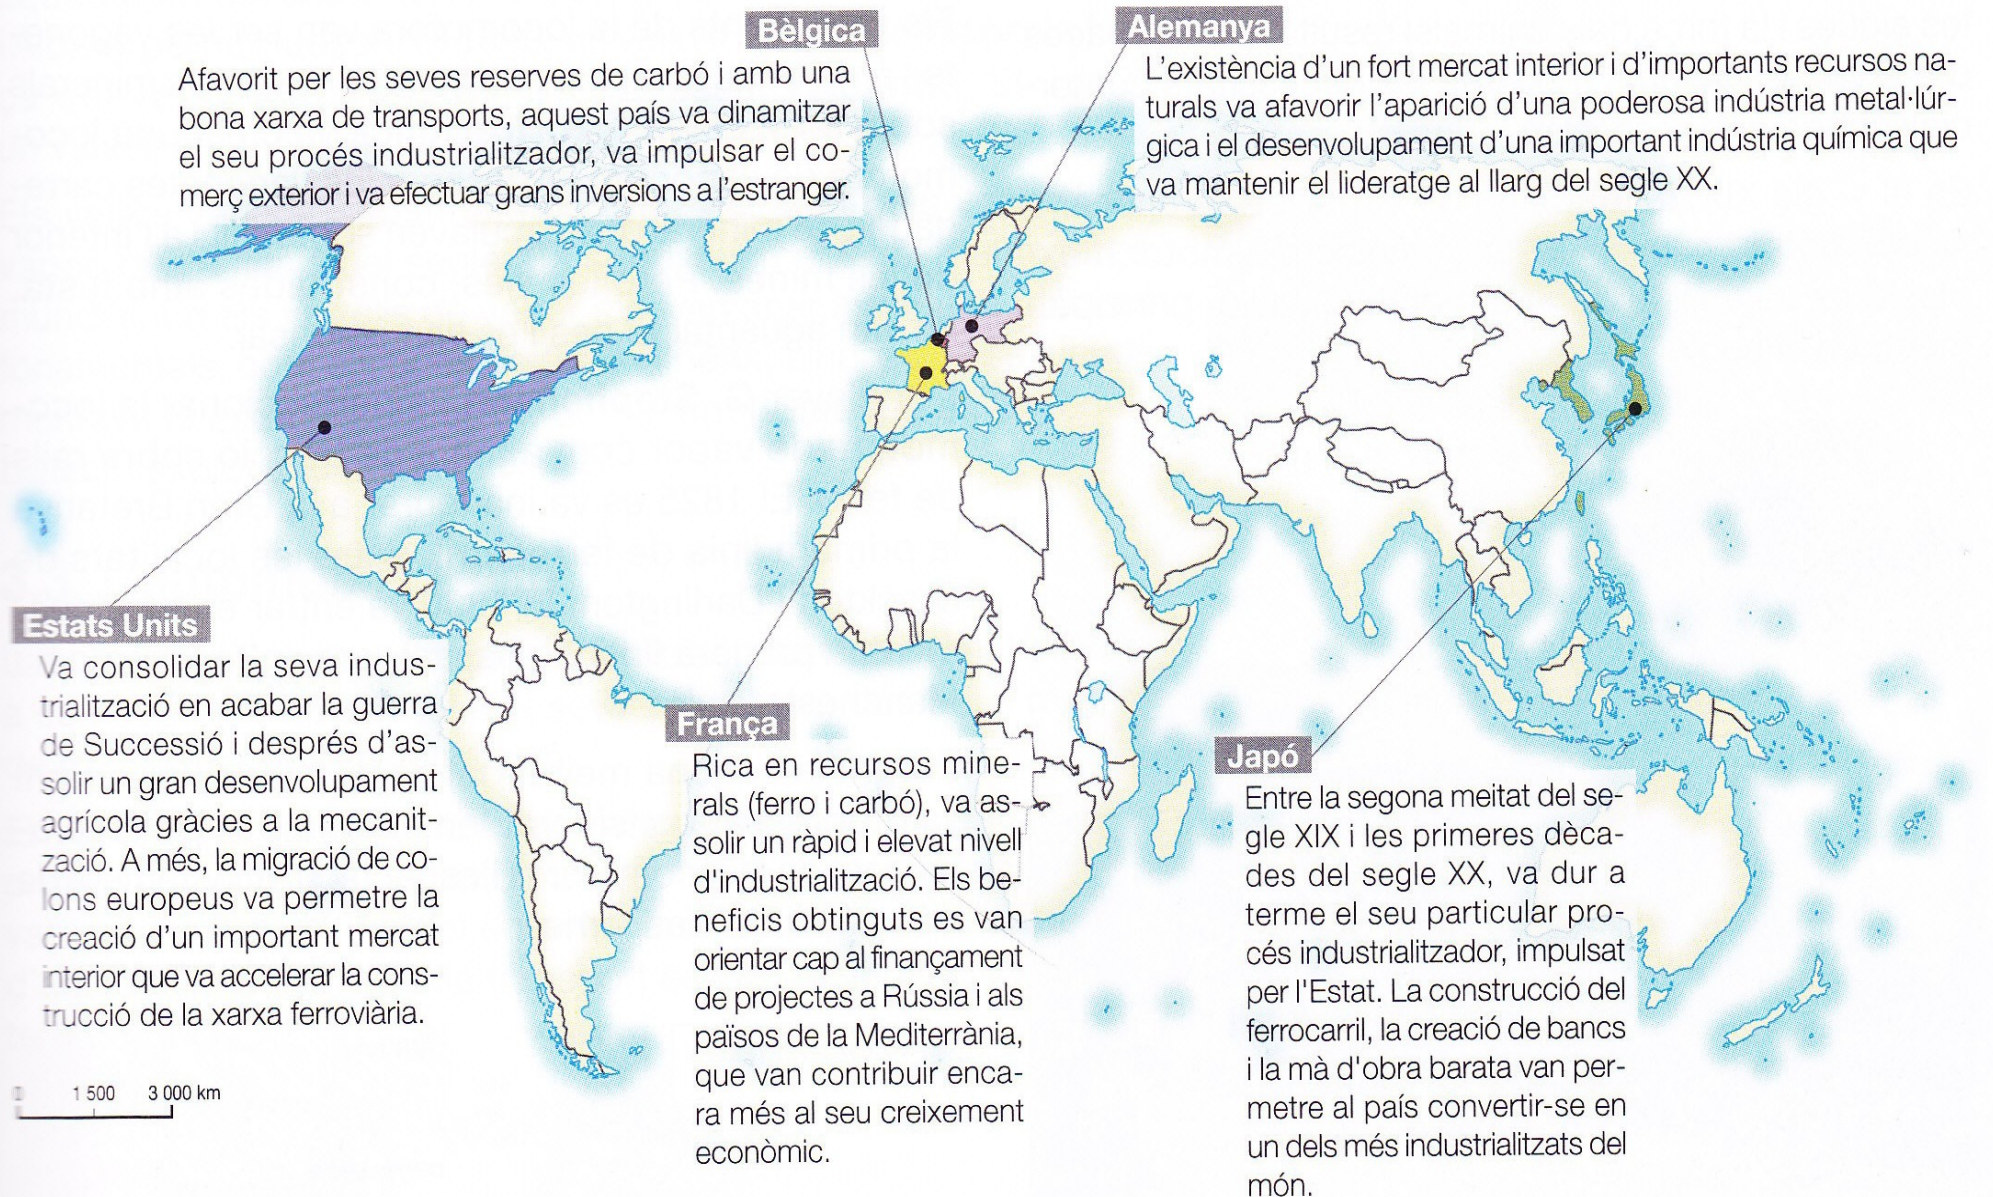 Bèlgica
Afavorit per les seves reserves de carbó i amb una
bona xarxa de transports, aquest país va dinamitzar
el seu procés industrialitzador, va impulsar el co-
merç exterior i va efectuar grans inversions a l'estranger.
Alemanya
L'existència d'un fort mercat interior i d'importants recursos na-
turals va afavorir l'aparició d'una poderosa indústria metal·lúr-
gica i el desenvolupament d'una important indústria química que
va mantenir el lideratge al llarg del segle XX.
Estats Units
Va consolidar la seva indus-
trialització en acabar la guerra
de Successió i després d'as-
solir un gran desenvolupament
agrícola gràcies a la mecanit-
zació. A més, la migració de co-
lons europeus va permetre la
creació d'un important mercat
interior que va accelerar la cons-
trucció de la xarxa ferroviària.
0 1 500 3 000 km
França
Rica en recursos mine-
rals (ferro i carbó), va as-
solir un ràpid i elevat nivell
d'industrialització. Els be-
neficis obtinguts es van
orientar cap al finançament
de projectes a Rússia i als
països de la Mediterrània,
que van contribuir enca-
ra més al seu creixement
econòmic.
Japó
Entre la segona meitat del se-
gle XIX i les primeres dèca-
des del segle XX, va dur a
terme el seu particular pro-
cés industrialitzador, impulsat
per l'Estat. La construcció del
ferrocarril, la creació de bancs
i la mà d'obra barata van per-
metre al país convertir-se en
un dels més industrialitzats del
món.